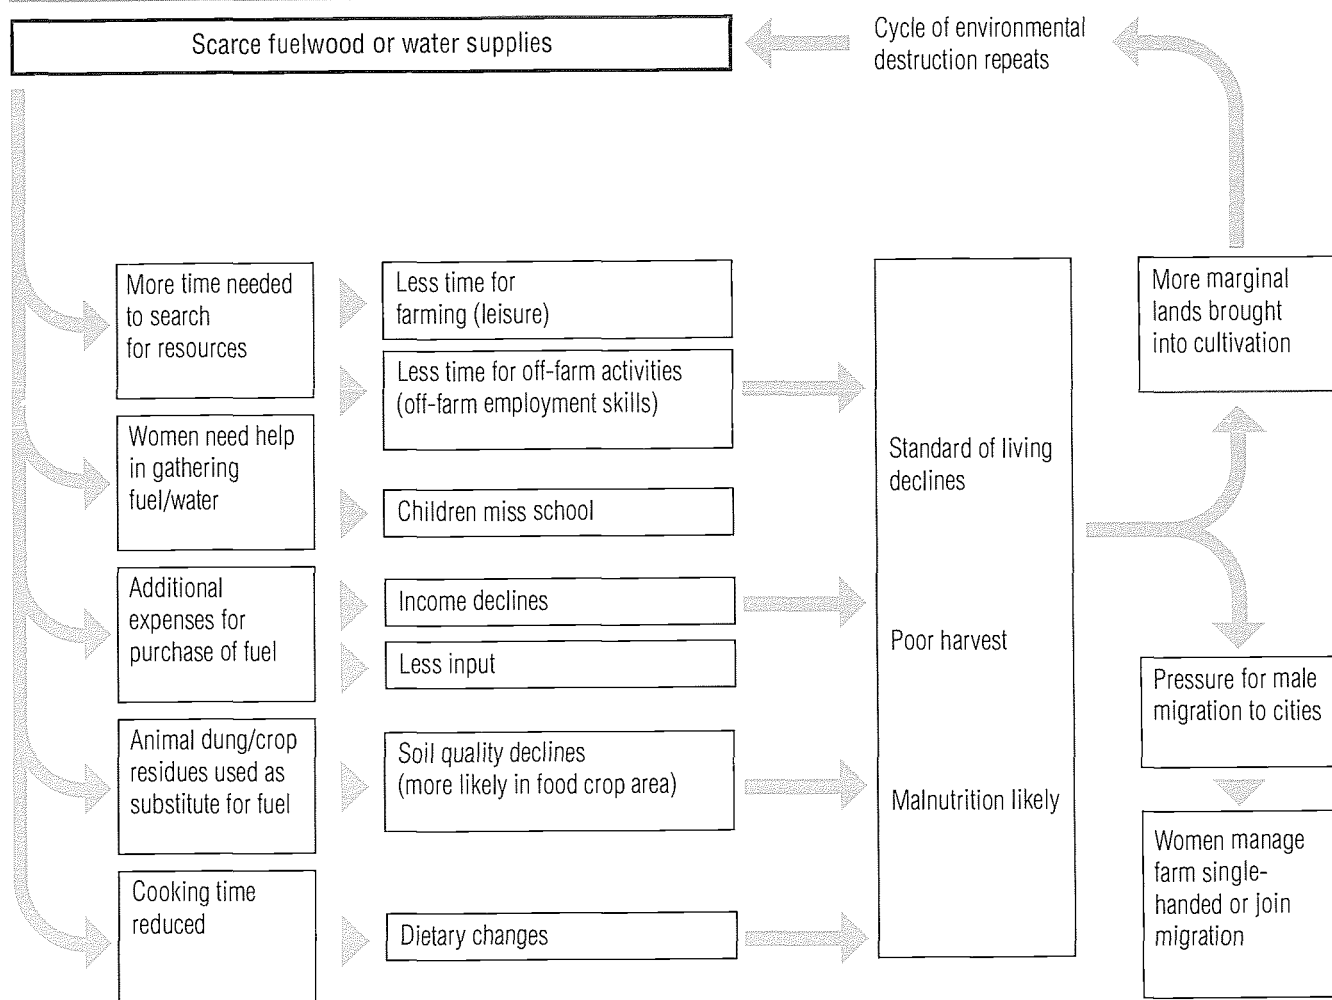 Scarce fuelwood or water supplies
Cycle of environmental
destruction repeats
More time needed
to search
for resources
Less time for
farming (leisure)
Less time for off-farm activities
(off-farm employment skills)
Women need help
in gathering
fuel/water
Children miss school
Additional
expenses for
purchase of fuel
Income declines
Less input
Animal dung/crop
residues used as
substitute for fuel
Soil quality declines
(more likely in food crop area)
Cooking time
reduced
Dietary changes
Standard of living
declines
Poor harvest
Malnutrition likely
More marginal
lands brought
into cultivation
Pressure for male
migration to cities
Women manage
farm single-
handed or join
migration